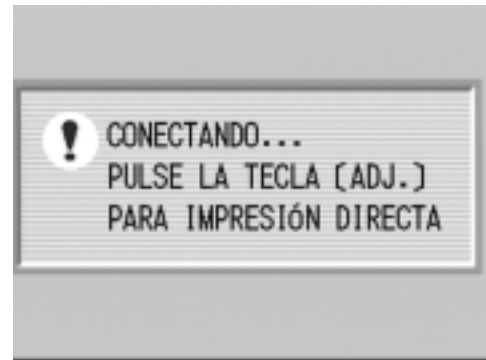 CONECTANDO...
PULSE LA TECLA [ADJ.]
PARA IMPRESIÓN DIRECTA